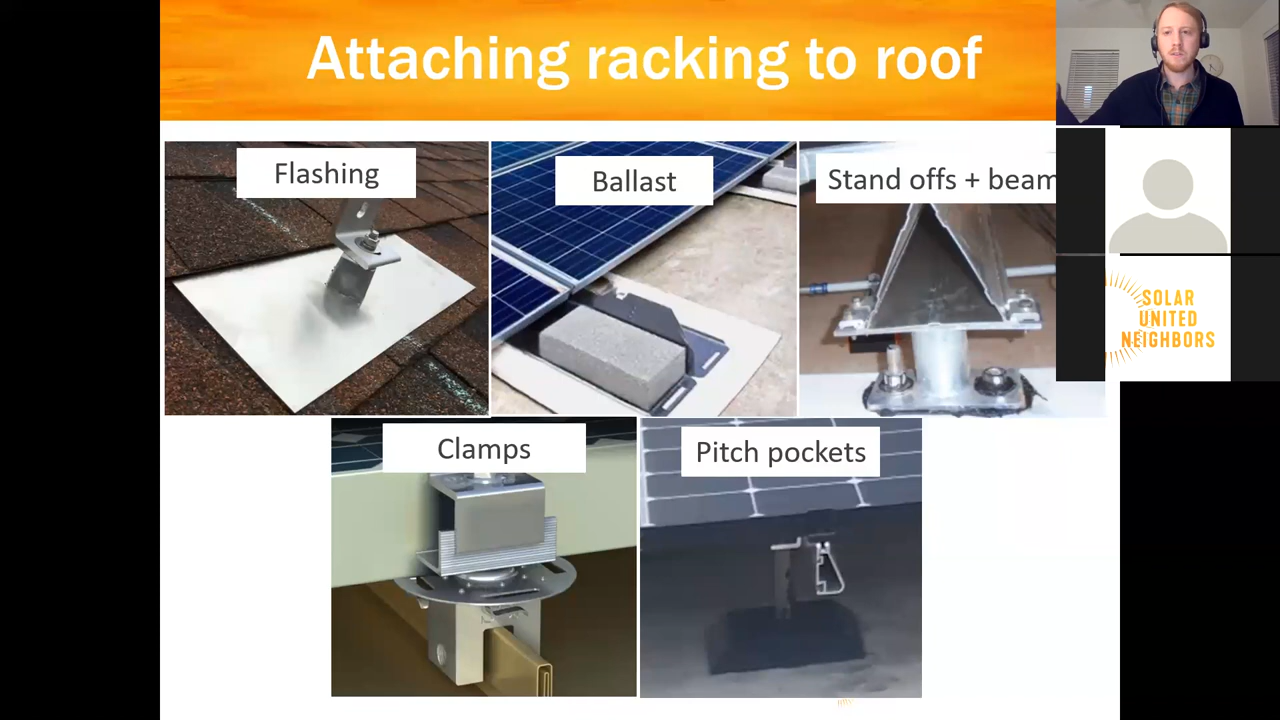 Attaching racking to roof
Flashing
Ballast
Stand offs + beam
Clamps
Pitch pockets
SOLAR
UNITED
NEIGHBORS